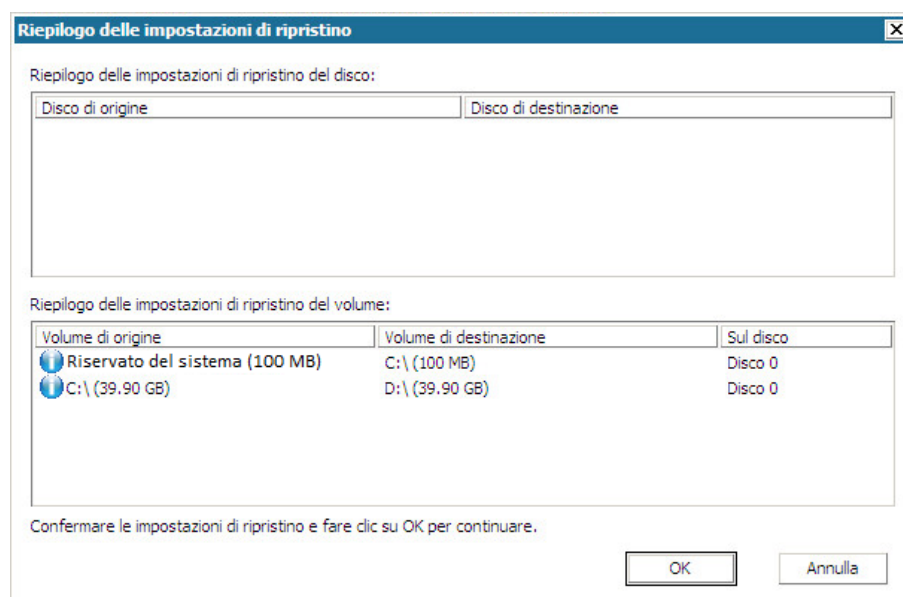 Riepilogo delle impostazioni di ripristino
Riepilogo delle impostazioni di ripristino del disco:
Disco di origine Disco di destinazione
Riepilogo delle impostazioni di ripristino del volume:
Volume di origine Volume di destinazione Sul disco
Riservato del sistema (100 MB) C:\ (100 MB) Disco 0
C:\ (39.90 GB) D:\ (39.90 GB) Disco 0
Confermare le impostazioni di ripristino e fare clic su OK per continuare.
OK Annulla